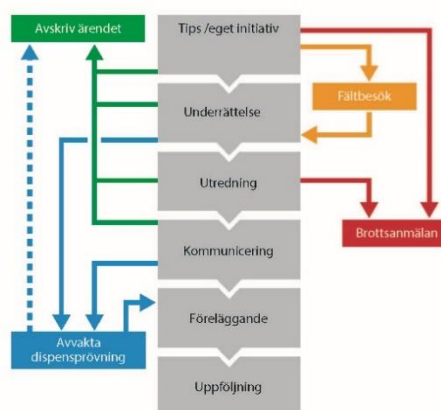 Avskriv ärendet
Tips /eget initiativ
Fältbesök
Underrättelse
Utredning
Brottsanmälan
Kommunicering
Föreläggande
Avvakta
dispensprövning
Uppföljning